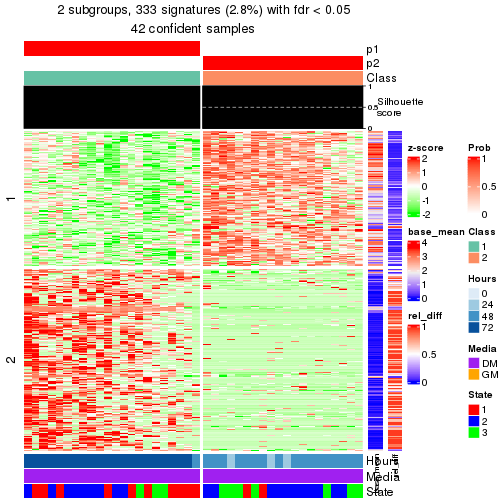 2 subgroups, 333 signatures (2.8%) with fdr < 0.05
42 confident samples
p1
p2
Class
1
0.5
0
Silhouette
score
1
2
z-score
2
1
0
-1
-2
base_mean
4
3
2
1
0
rel_diff
1
0.5
0
Prob
1
0.5
0
Class
1
2
Hours
0
24
48
72
Media
DM
GM
State
1
2
3
Hours
Media
State
base_mean
rel_diff